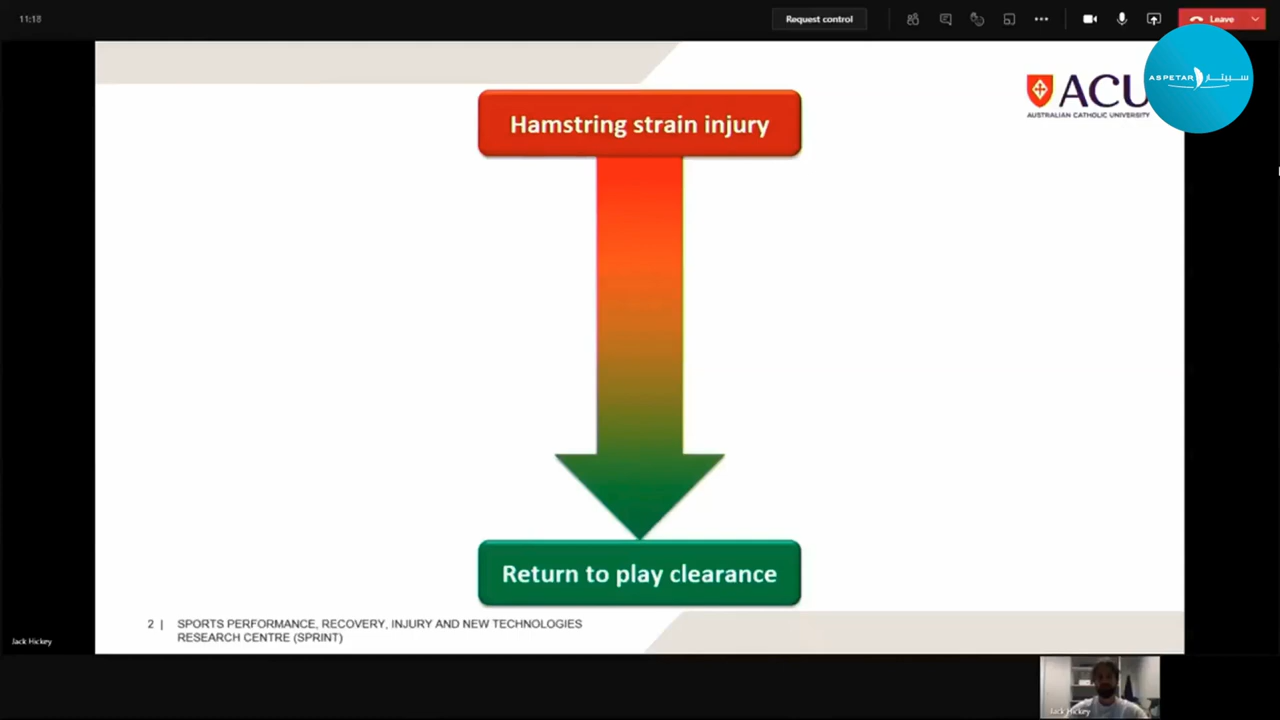 11:18
Request control
Leave
ASPETAR سبيتار
ACU
AUSTRALIAN CATHOLIC UNIVERSITY
Hamstring strain injury
Return to play clearance
2 | SPORTS PERFORMANCE, RECOVERY, INJURY AND NEW TECHNOLOGIES
RESEARCH CENTRE (SPRINT)
Jack Hickey
Jack Hickey